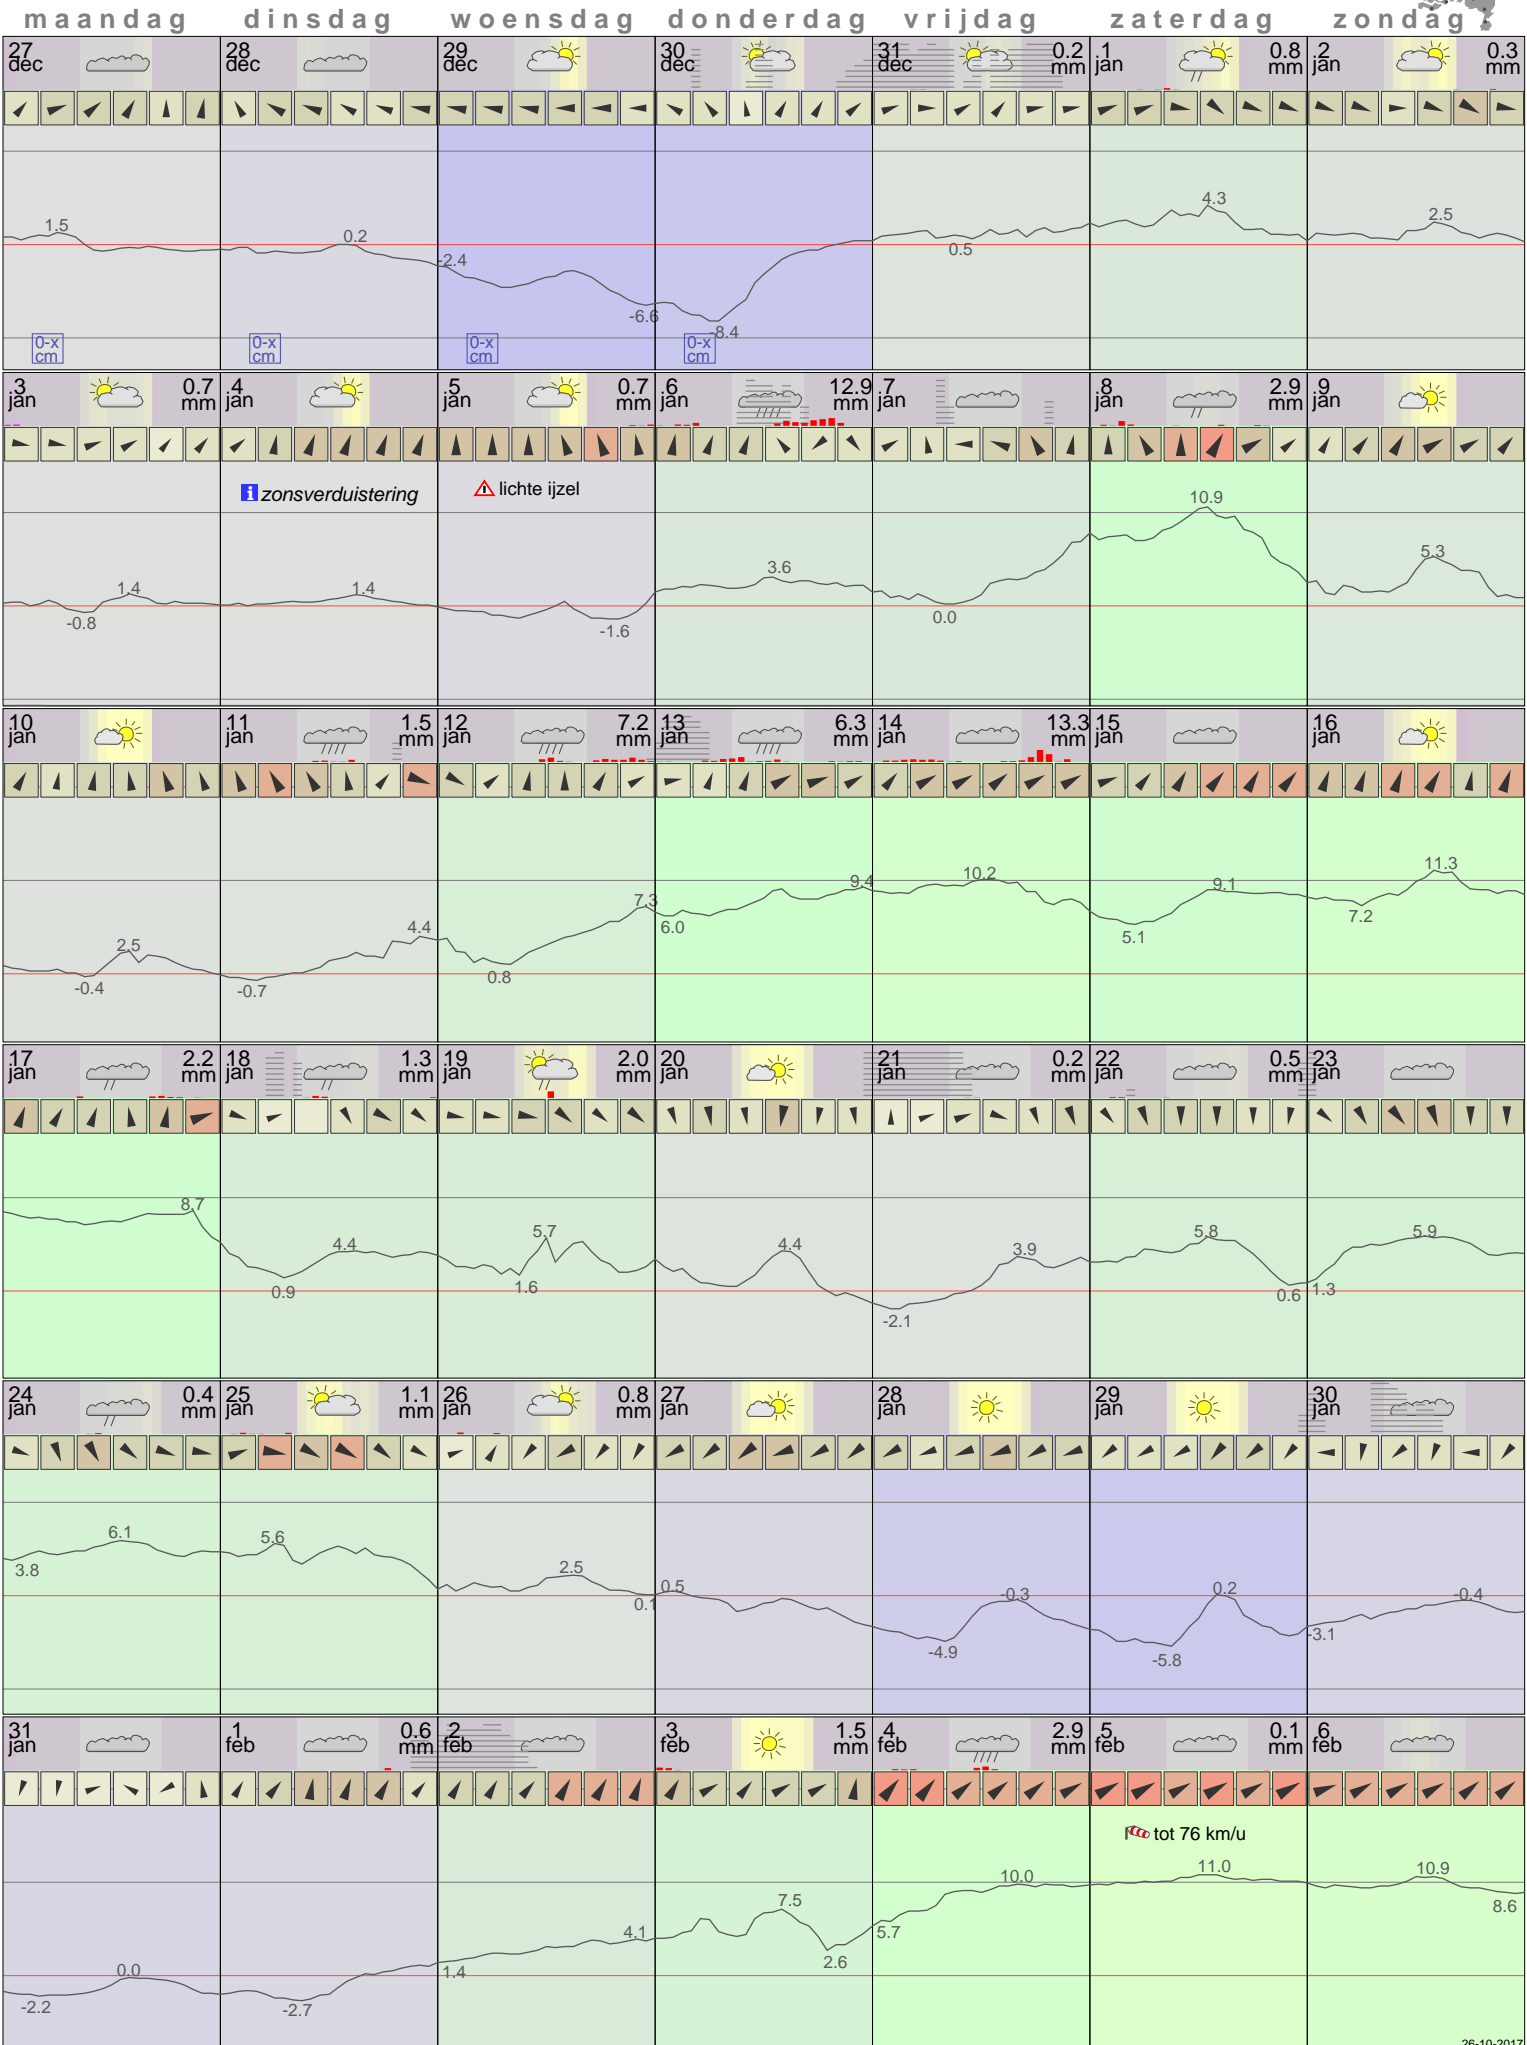 maandag dinsdag woensdag donderdag vrijdag zaterdag zondag
27 28 29 30 31 0.2 1 0.8 2 0.3
dec dec dec dec dec mm jan mm jan mm
1.5 0.2 -2.4 -6.6 -8.4 0.5 4.3 2.5
0-x 0-x 0-x 0-x
cm cm cm cm
3 0.7 4 5 0.7 6 12.9 7 8 2.9 9
jan mm jan jan mm jan mm jan jan mm jan
i zonsverduistering lichte ijzel
-0.8 1.4 1.4 -1.6 3.6 0.0 10.9 5.3
10 11 1.5 12 7.2 13 6.3 14 13.3 15 16
jan jan mm jan mm jan mm jan mm jan jan
-0.4 2.5 -0.7 4.4 0.8 7.3 6.0 9.4 10.2 5.1 9.1 7.2 11.3
17 2.2 18 1.3 19 2.0 20 21 0.2 22 0.5 23
jan mm jan mm jan mm jan jan mm jan mm jan
8.7 0.9 4.4 1.6 5.7 4.4 -2.1 3.9 5.8 0.6 1.3 5.9
24 0.4 25 1.1 26 0.8 27 28 29 30
jan mm jan mm jan mm jan jan jan jan
3.8 6.1 5.6 2.5 0.1 0.5 -4.9 -0.3 -5.8 0.2 -3.1 -0.4
31 1 0.6 2 3 1.5 4 2.9 5 0.1 6
jan feb mm feb feb mm feb mm feb mm feb
tot 76 km/u
-2.2 0.0 -2.7 1.4 4.1 7.5 2.6 5.7 10.0 11.0 10.9 8.6
26-10-2017